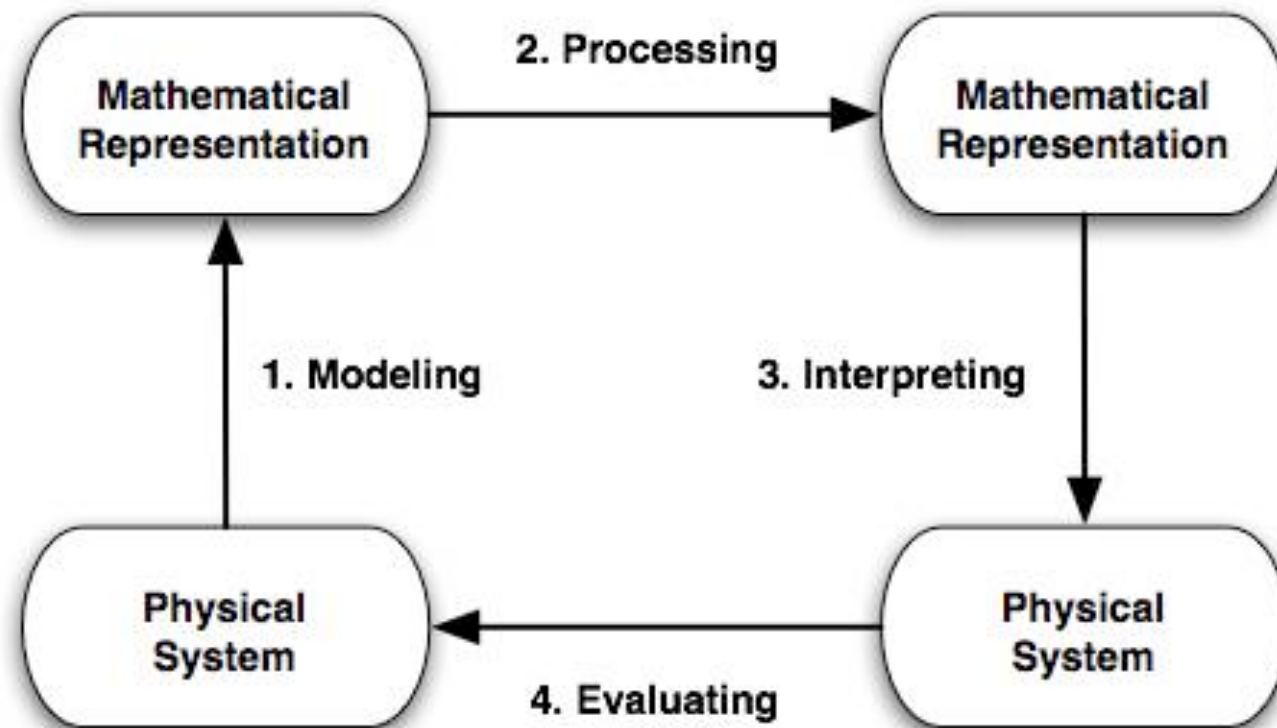 2. Processing
Mathematical
Representation
Mathematical
Representation
1. Modeling
3. Interpreting
Physical
System
Physical
System
4. Evaluating